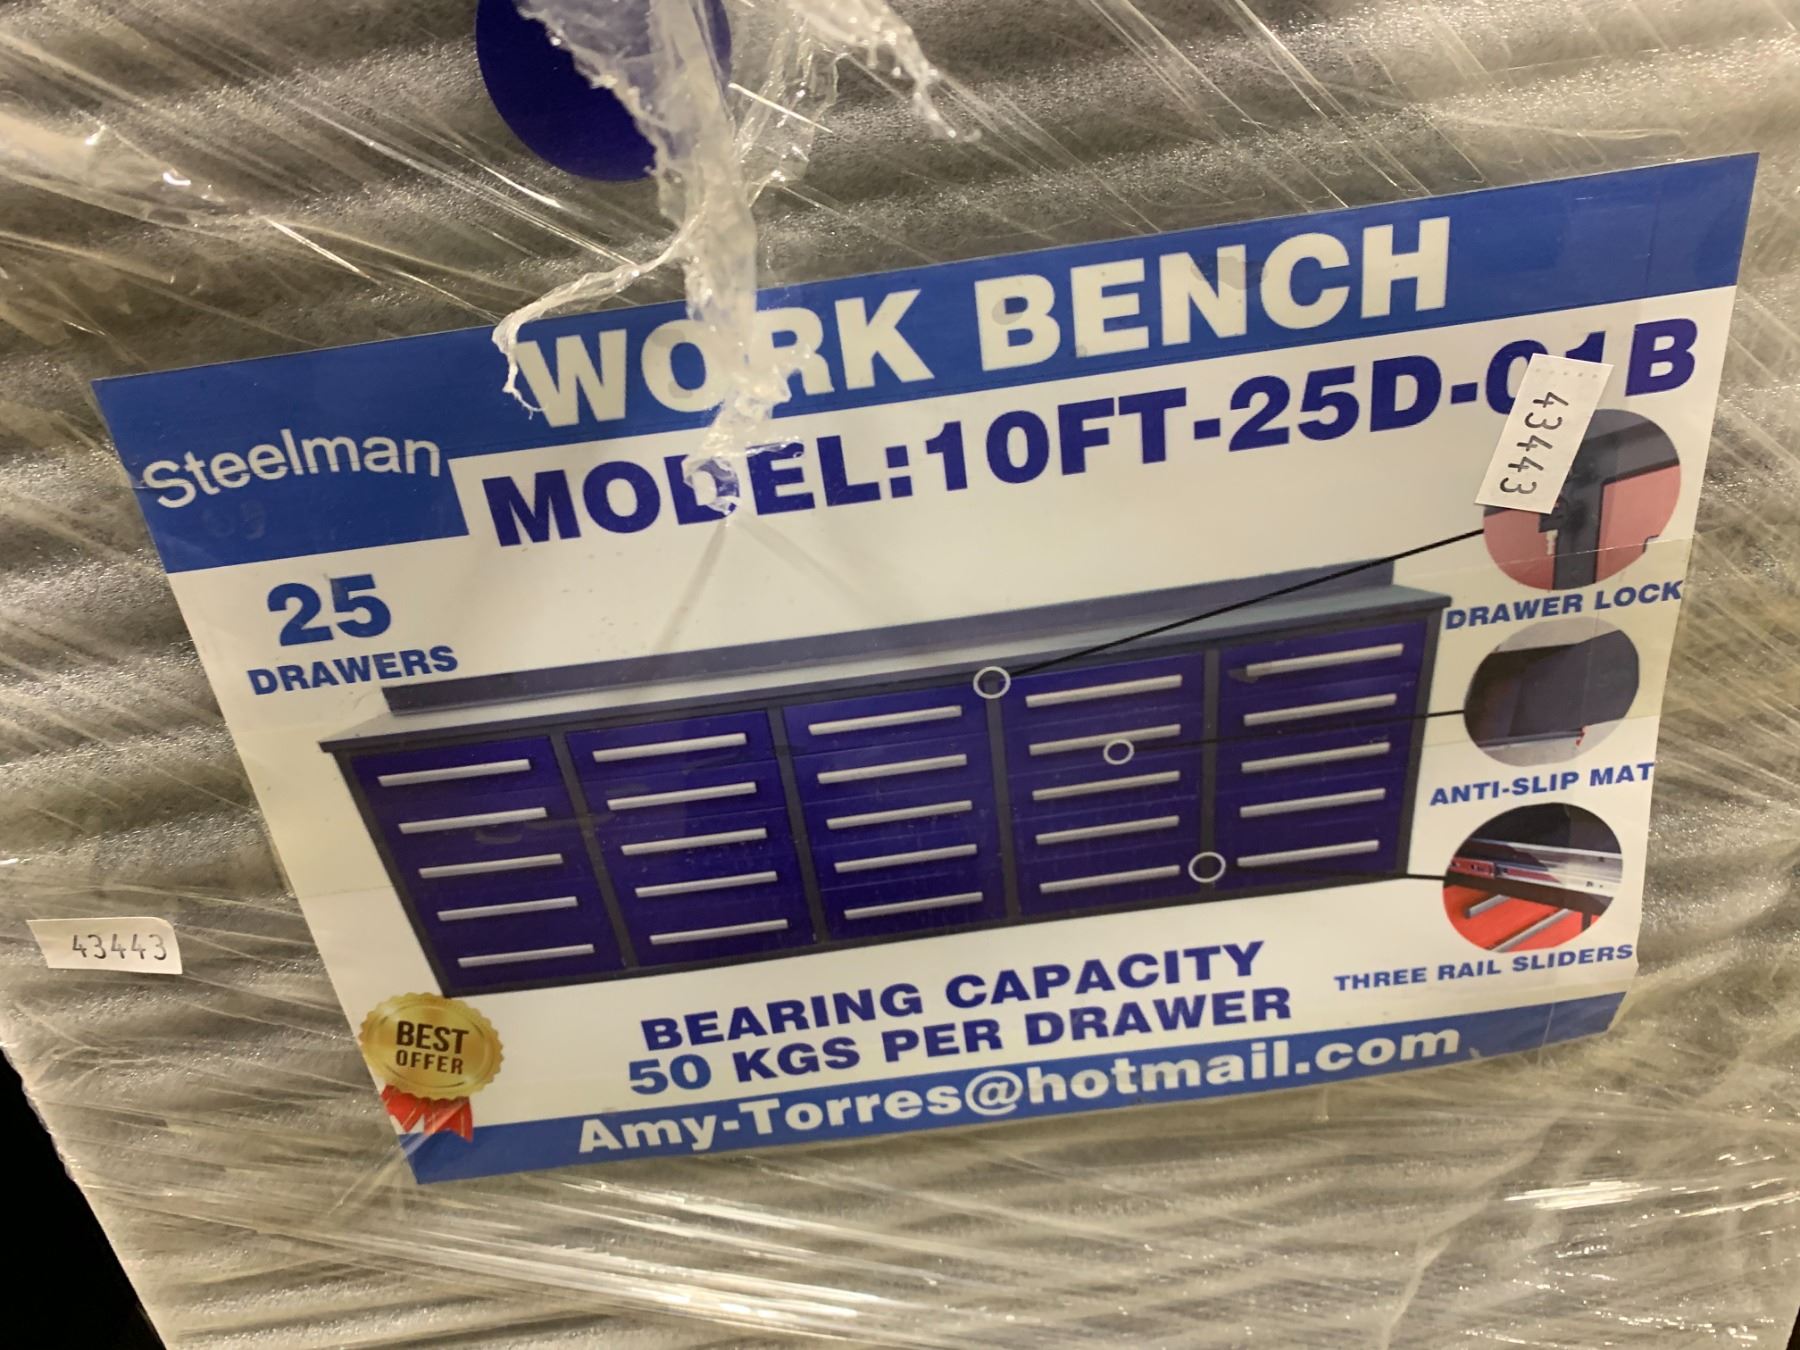 WORK BENCH
Steelman
MODEL:10FT-25D-01B
43443
25
DRAWERS
DRAWER LOCK
ANTI-SLIP MAT
THREE RAIL SLIDERS
43443
BEST
OFFER
BEARING CAPACITY
50 KGS PER DRAWER
Amy-Torres@hotmail.com